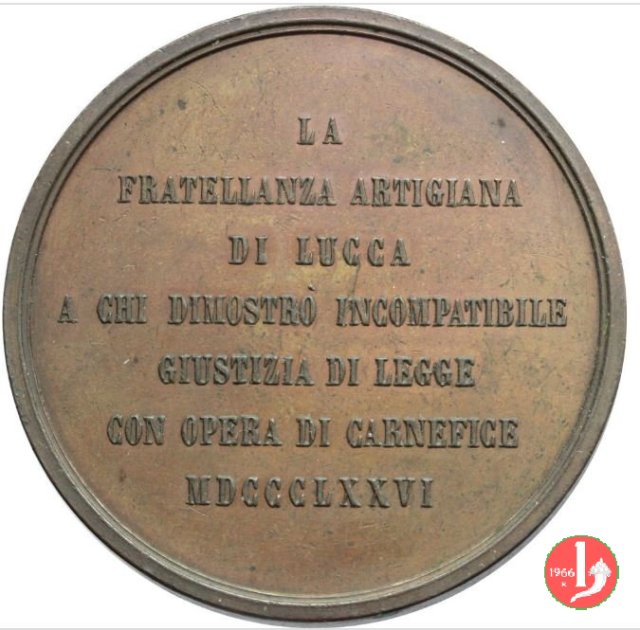 LA
FRATELLANZA ARTIGIANA
DI LUCCA
A CHI DIMOSTRÒ INCOMPATIBILE
GIUSTIZIA DI LEGGE
CON OPERA DI CARNEFICE
MDCCCLXXVI
1966